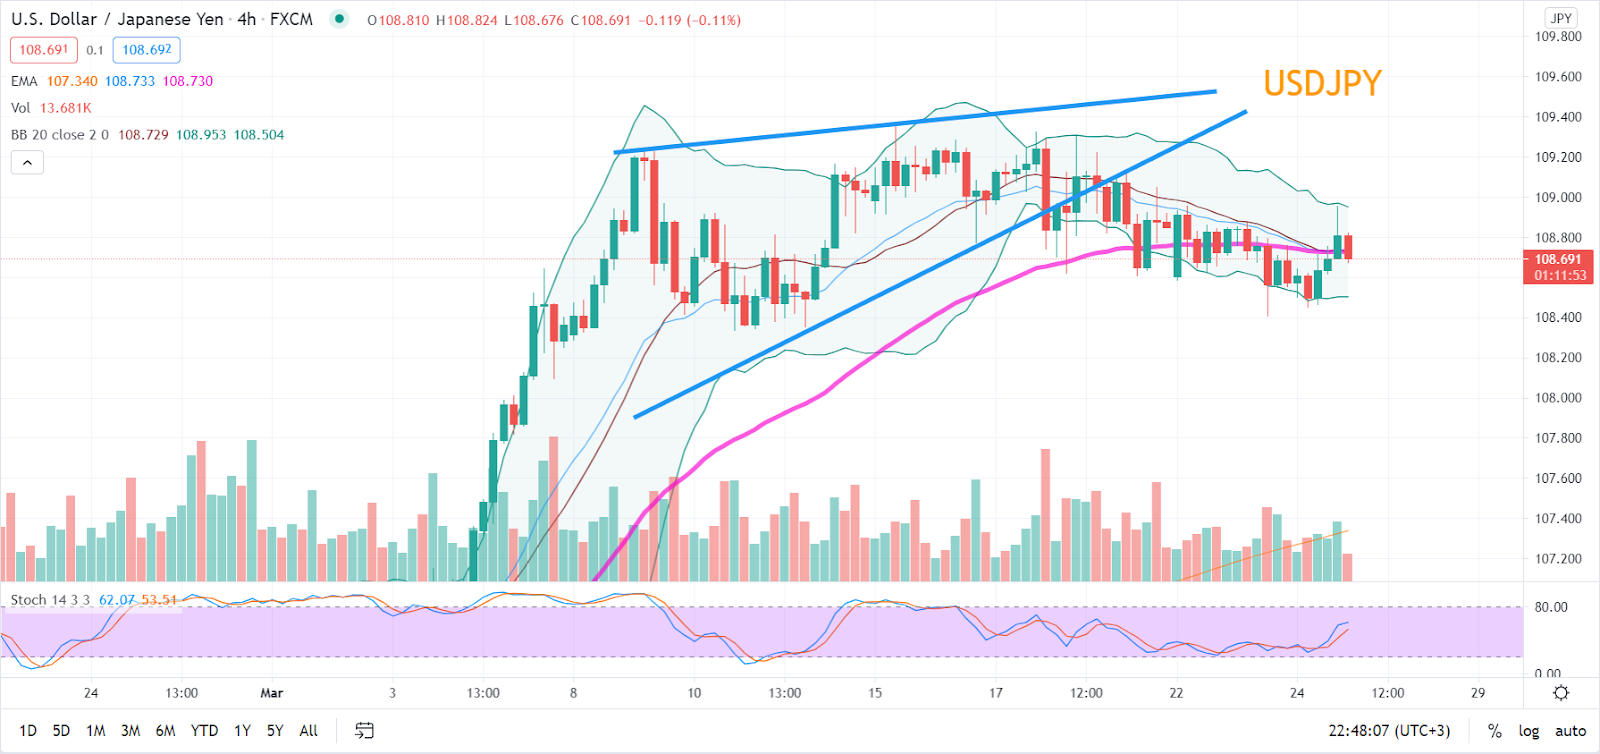 U.S. Dollar / Japanese Yen · 4h · FXCM O108.810 H108.824 L108.676 C108.691 −0.119 (−0.11%)
JPY
108.691 0.1 108.692
EMA 107.340 108.733 108.730
Vol 13.681K
BB 20 close 2 0 108.729 108.953 108.504
USDJPY
109.800
109.600
109.400
109.200
109.000
108.800
108.691
01:11:53
108.400
108.200
108.000
107.800
107.600
107.400
107.200
Stoch 14 3 3 62.07 53.51
80.00
0.00
24 13:00 Mar 3 13:00 8 10 13:00 15 17 12:00 22 24 12:00 29
1D 5D 1M 3M 6M YTD 1Y 5Y All 22:48:07 (UTC+3) % log auto